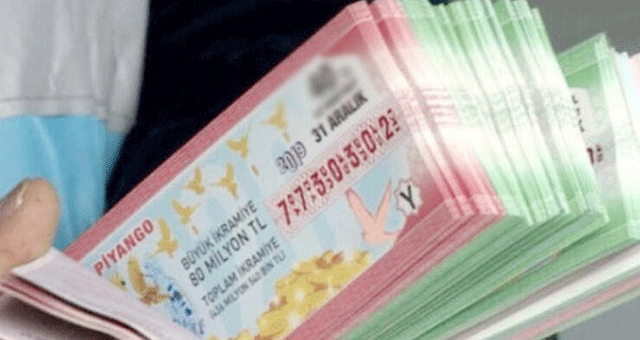 PİYANGO
BÜYÜK İKRAMİYE
80 MİLYON TL
TOPLAM İKRAMİYE
2019
31 ARALIK
7 7 3 0 3 0 2
Y